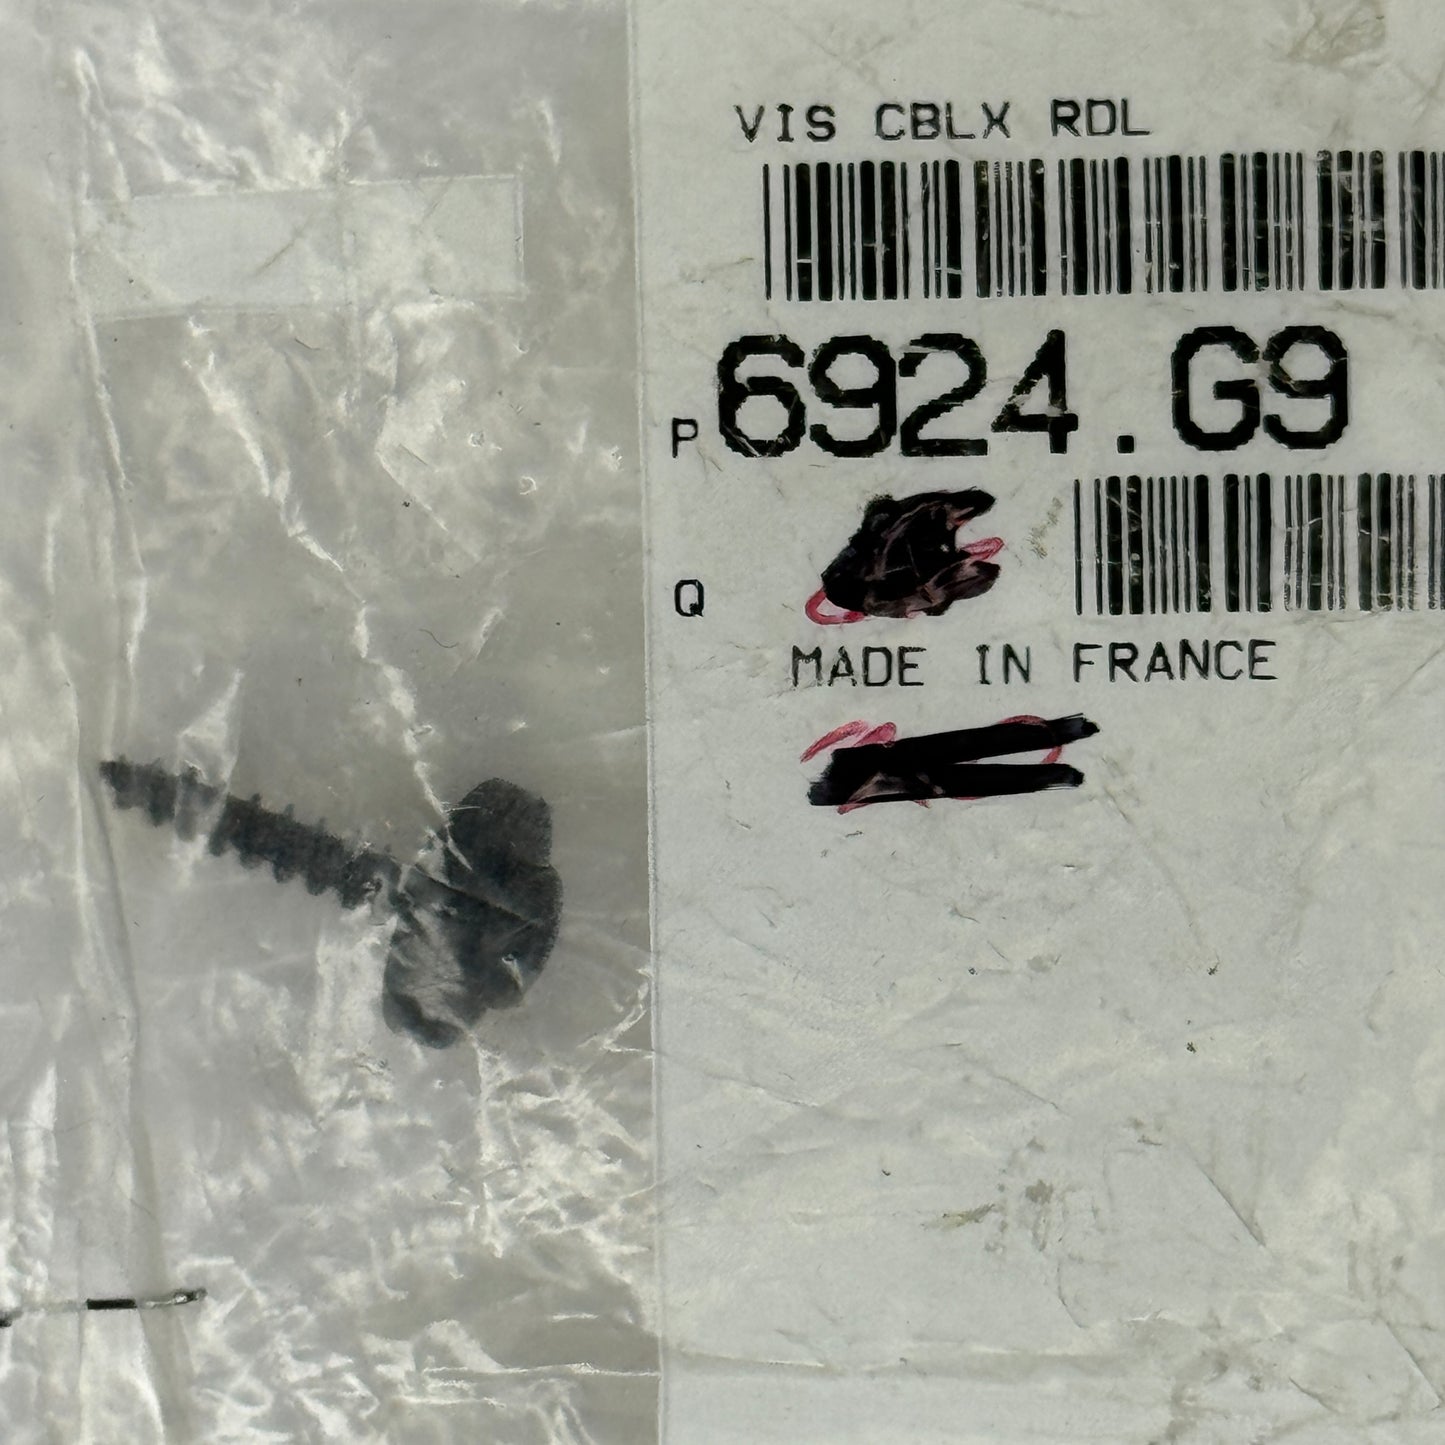 VIS CBLX RDL
P 6924.G9
Q
MADE IN FRANCE